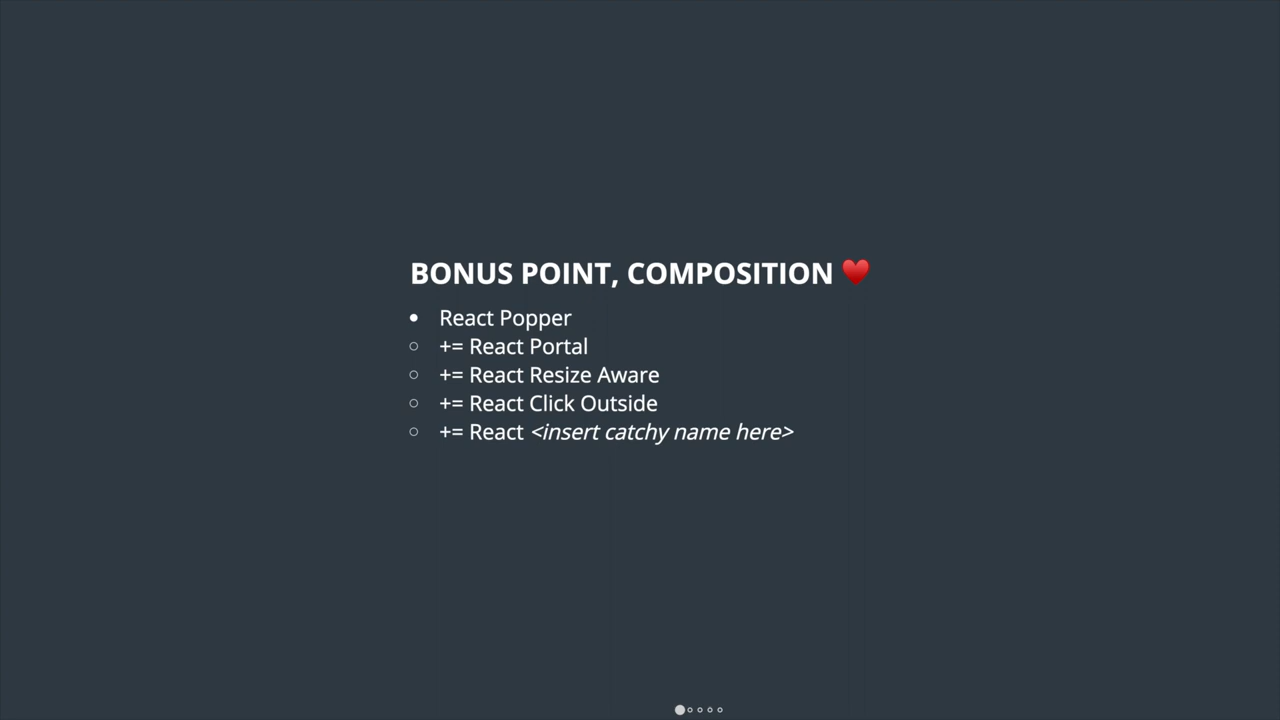 BONUS POINT, COMPOSITION ♥️
• React Popper
○ += React Portal
○ += React Resize Aware
○ += React Click Outside
○ += React <insert catchy name here>